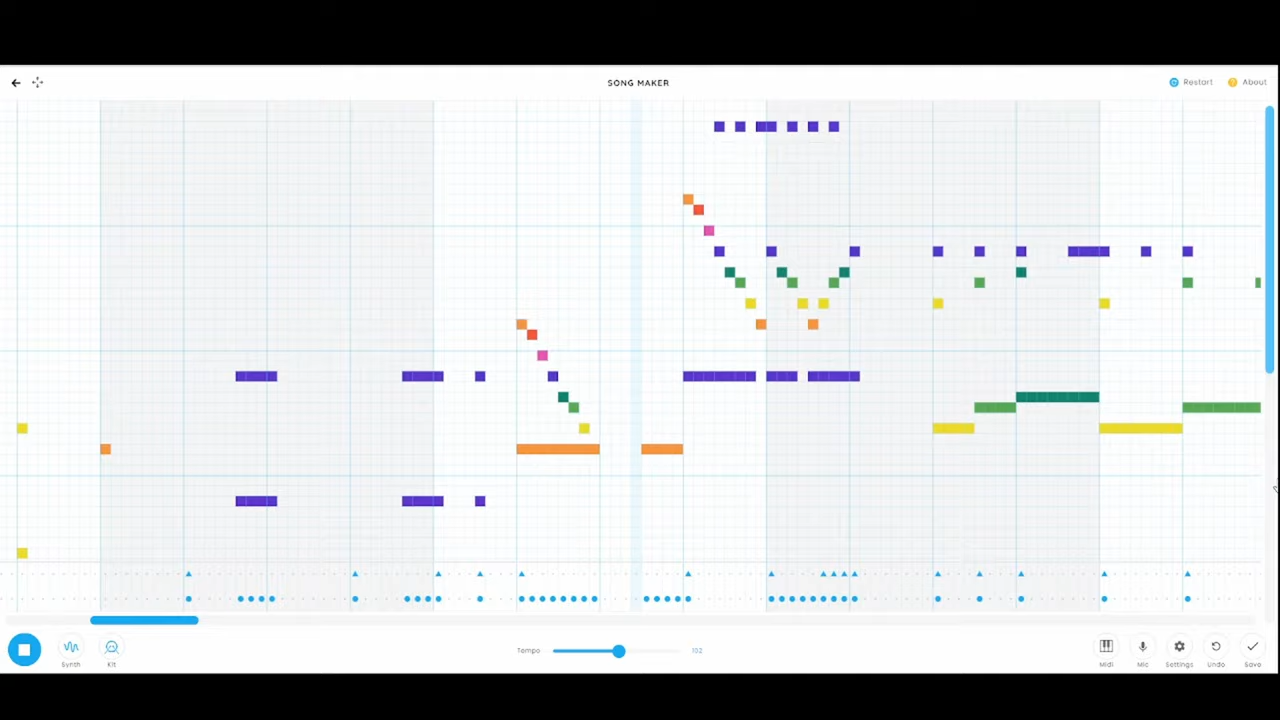 SONG MAKER
Restart
About
Synth
Kit
Tempo
102
Midi
Mic
Settings
Undo
Save